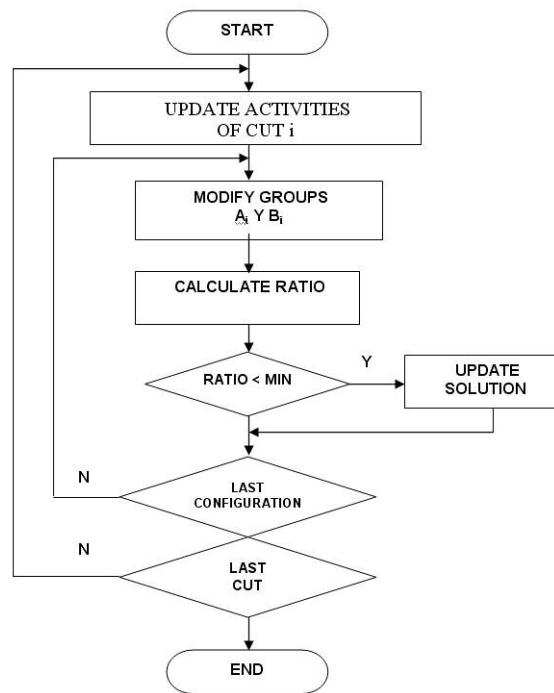 START
UPDATE ACTIVITIES
OF CUT i
MODIFY GROUPS
Ai Y Bi
CALCULATE RATIO
RATIO < MIN
Y
UPDATE
SOLUTION
N
LAST
CONFIGURATION
N
LAST
CUT
END